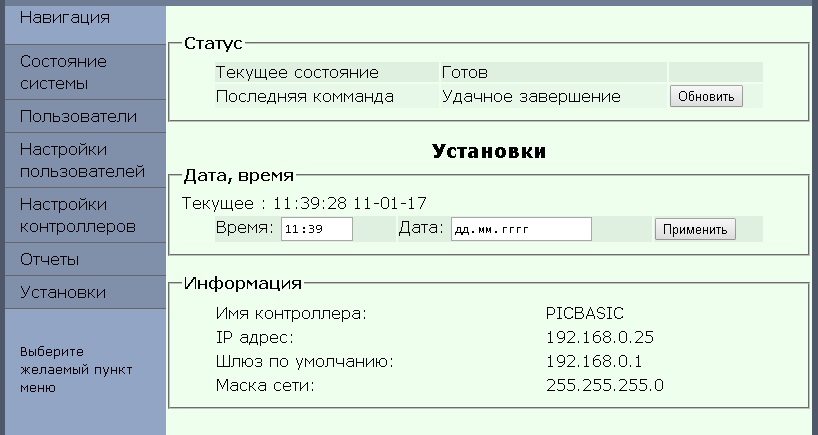 Навигация
Состояние
системы
Пользователи
Настройки
пользователей
Настройки
контроллеров
Отчеты
Установки
Выберите
желаемый пункт
меню
Статус
Текущее состояние Готов
Последняя комманда Удачное завершение Обновить
Установки
Дата, время
Текущее : 11:39:28 11-01-17
Время: 11:39 Дата: дд.мм.гггг Применить
Информация
Имя контроллера: PICBASIC
IP адрес: 192.168.0.25
Шлюз по умолчанию: 192.168.0.1
Маска сети: 255.255.255.0